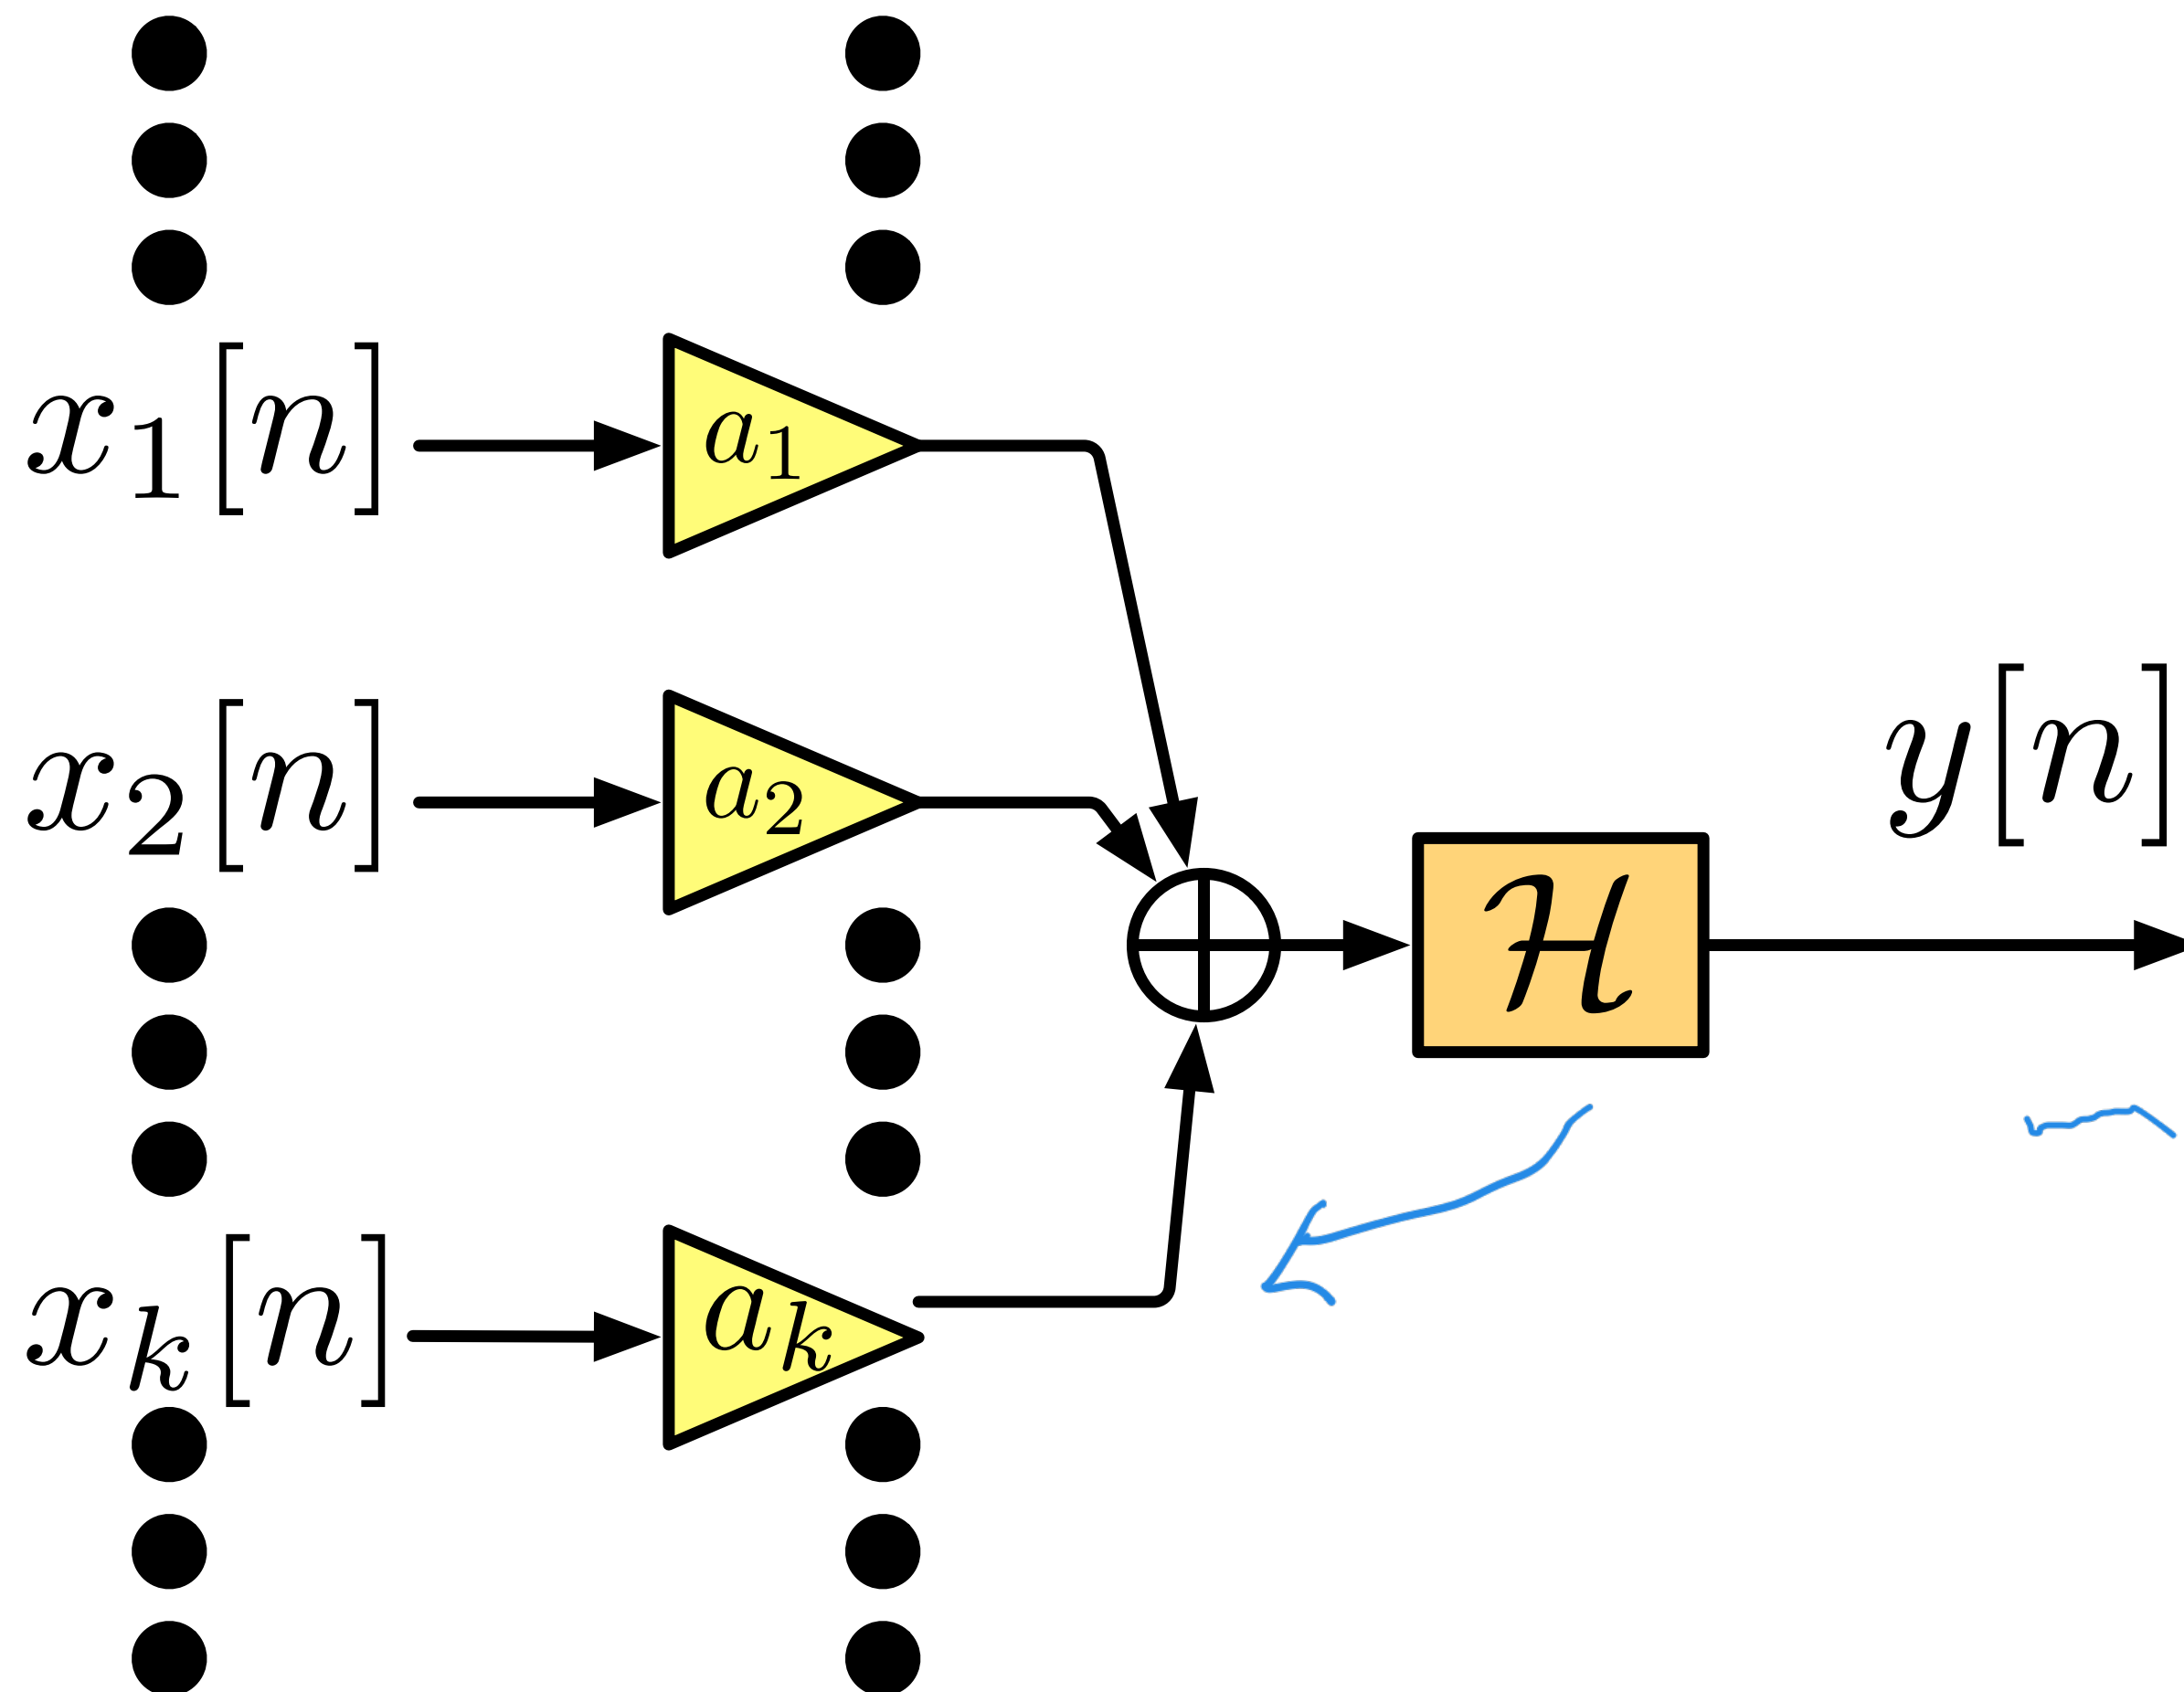 x₁[n] a₁
y[n]
x₂[n] a₂
ℋ
xₖ[n] aₖ